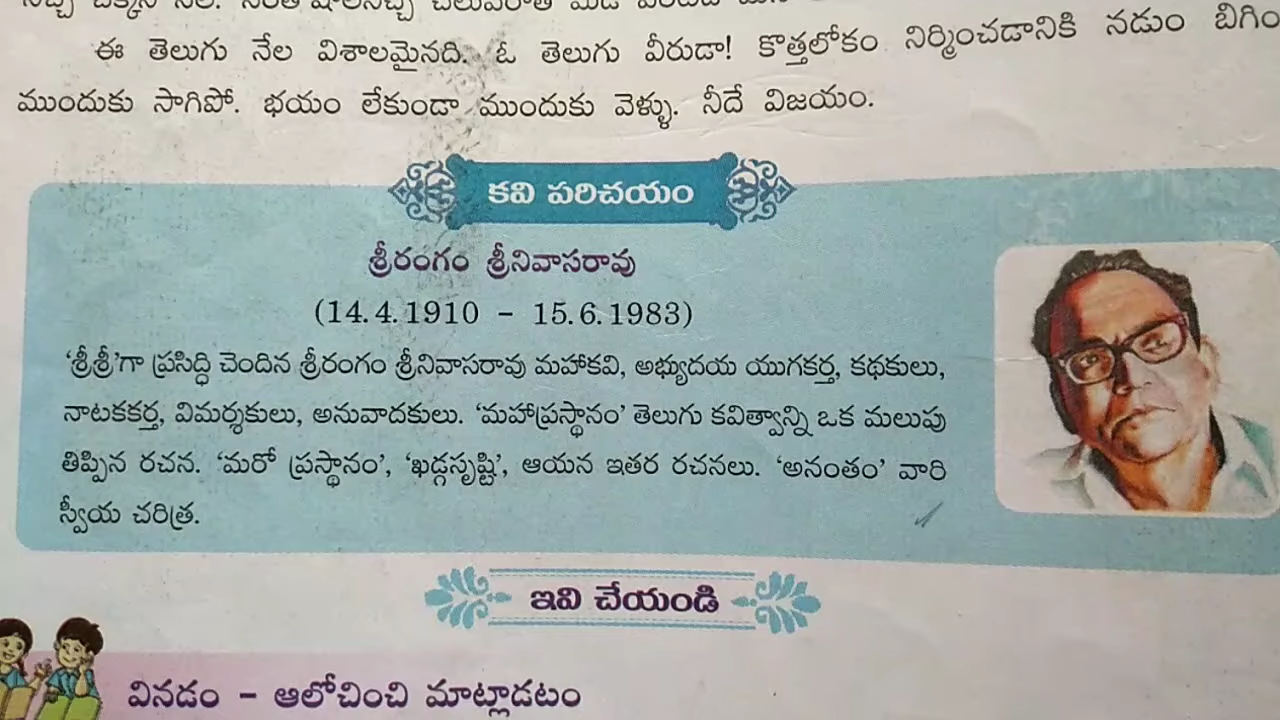 ఈ తెలుగు నేల విశాలమైనది. ఓ తెలుగు వీరుడా! కొత్తలోకం నిర్మించడానికి నడుం బిగిం
ముందుకు సాగిపో. భయం లేకుండా ముందుకు వెళ్ళు. నీదే విజయం.
కవి పరిచయం
శ్రీరంగం శ్రీనివాసరావు
(14.4.1910 - 15.6.1983)
'శ్రీశ్రీ'గా ప్రసిద్ధి చెందిన శ్రీరంగం శ్రీనివాసరావు మహాకవి, అభ్యుదయ యుగకర్త, కథకులు,
నాటకకర్త, విమర్శకులు, అనువాదకులు. 'మహాప్రస్థానం' తెలుగు కవిత్వాన్ని ఒక మలుపు
తిప్పిన రచన. 'మరో ప్రస్థానం', 'ఖడ్గసృష్టి', ఆయన ఇతర రచనలు. 'అనంతం' వారి
స్వీయ చరిత్ర.
ఇవి చేయండి
వినడం - ఆలోచించి మాట్లాడటం